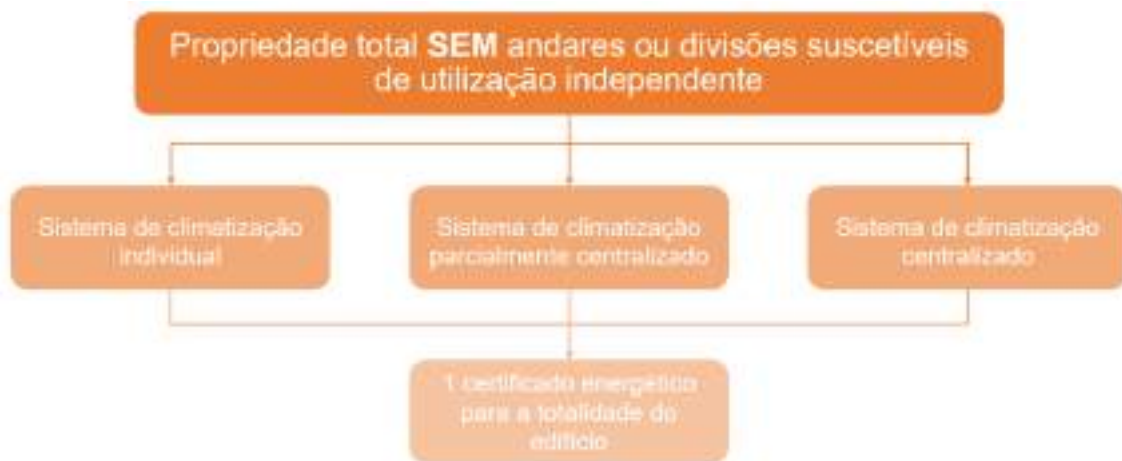 Propriedade total SEM andares ou divisões suscetíveis
de utilização independente
Sistema de climatização
individual
Sistema de climatização
parcialmente centralizado
Sistema de climatização
centralizado
1 certificado energético
para a totalidade do
edifício